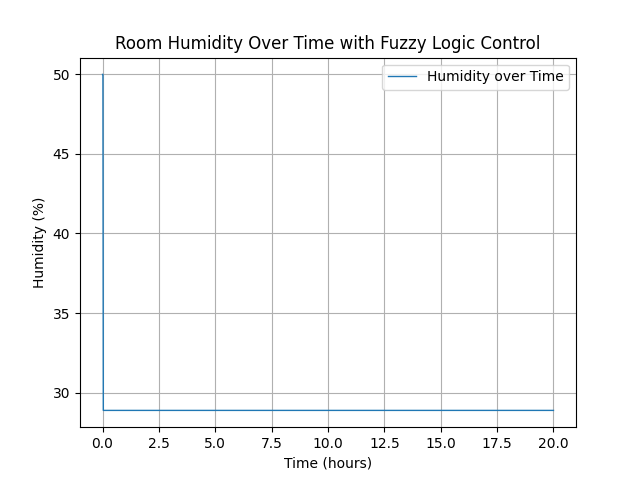 Room Humidity Over Time with Fuzzy Logic Control
Humidity over Time
50
45
40
35
30
Humidity (%)
0.0 2.5 5.0 7.5 10.0 12.5 15.0 17.5 20.0
Time (hours)